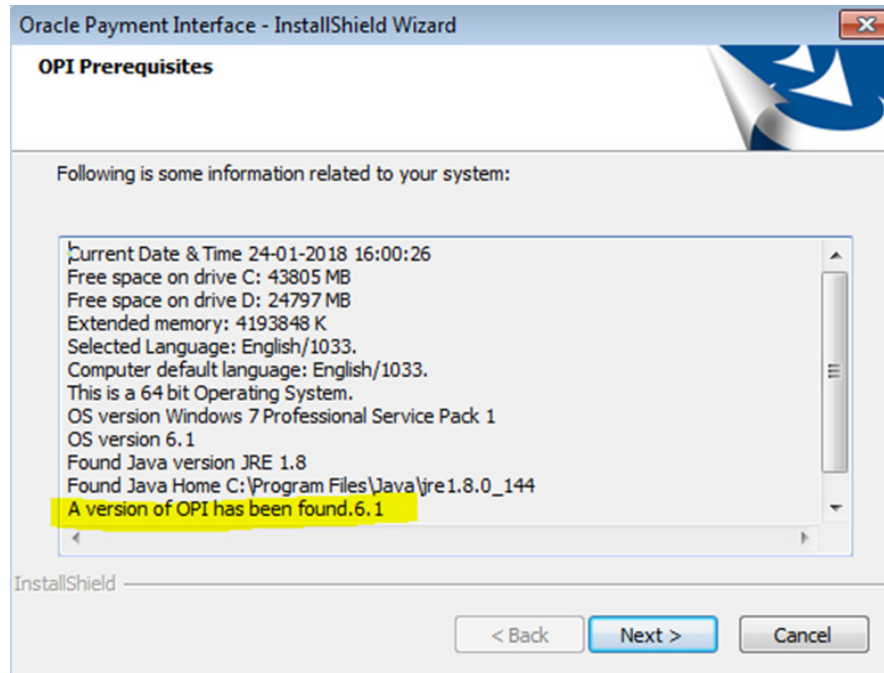 Oracle Payment Interface - InstallShield Wizard
OPI Prerequisites
Following is some information related to your system:
Current Date & Time 24-01-2018 16:00:26
Free space on drive C: 43805 MB
Free space on drive D: 24797 MB
Extended memory: 4193848 K
Selected Language: English/1033.
Computer default language: English/1033.
This is a 64 bit Operating System.
OS version Windows 7 Professional Service Pack 1
OS version 6.1
Found Java version JRE 1.8
Found Java Home C:\Program Files\Java\jre1.8.0_144
A version of OPI has been found.6.1
InstallShield
< Back Next > Cancel